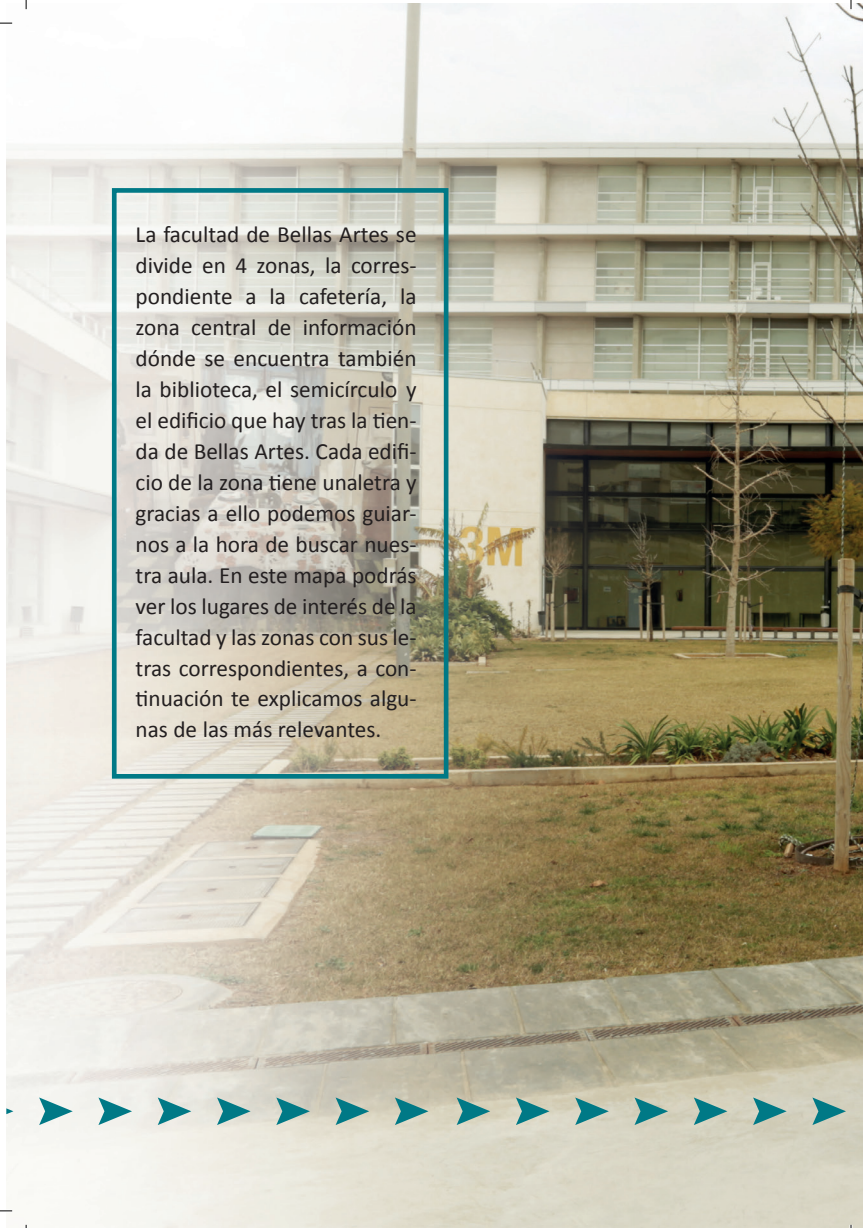 La facultad de Bellas Artes se
divide en 4 zonas, la corres-
pondiente a la cafetería, la
zona central de información
dónde se encuentra también
la biblioteca, el semicírculo y
el edificio que hay tras la tien-
da de Bellas Artes. Cada edifi-
cio de la zona tiene unaletra y
gracias a ello podemos guiar-
nos a la hora de buscar nues-
tra aula. En este mapa podrás
ver los lugares de interés de la
facultad y las zonas con sus le-
tras correspondientes, a con-
tinuación te explicamos algu-
nas de las más relevantes.
3M